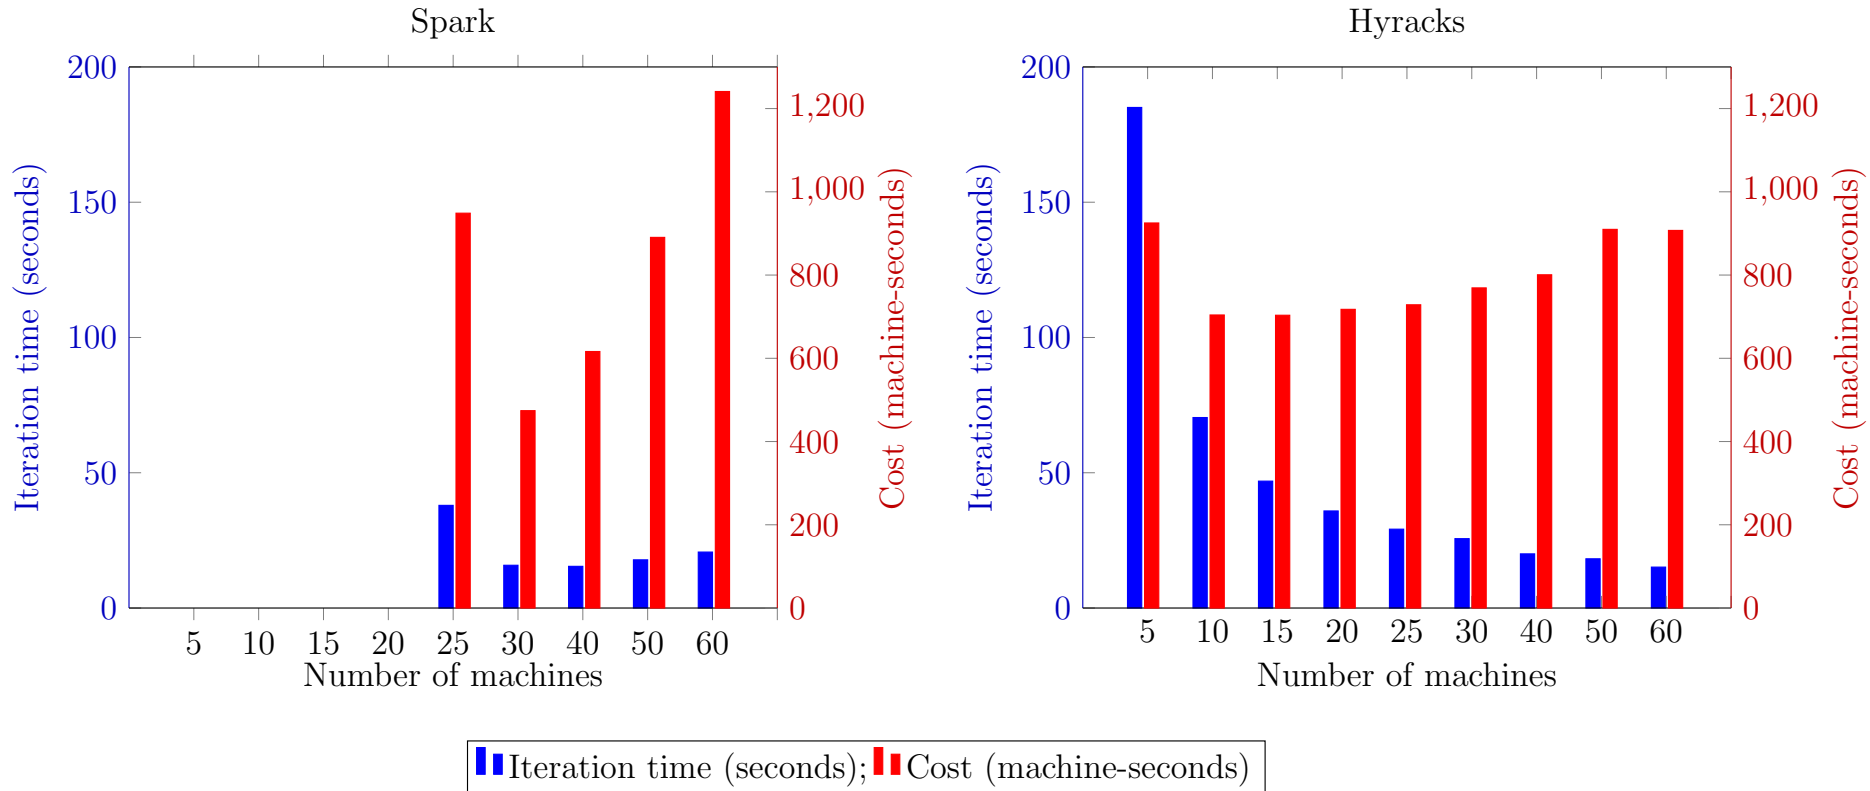 Spark
200
150
100
50
0
Iteration time (seconds)
1,200
1,000
800
600
400
200
0
Cost (machine-seconds)
5 10 15 20 25 30 40 50 60
Number of machines
Hyracks
200
150
100
50
0
Iteration time (seconds)
1,200
1,000
800
600
400
200
0
Cost (machine-seconds)
5 10 15 20 25 30 40 50 60
Number of machines
Iteration time (seconds); Cost (machine-seconds)